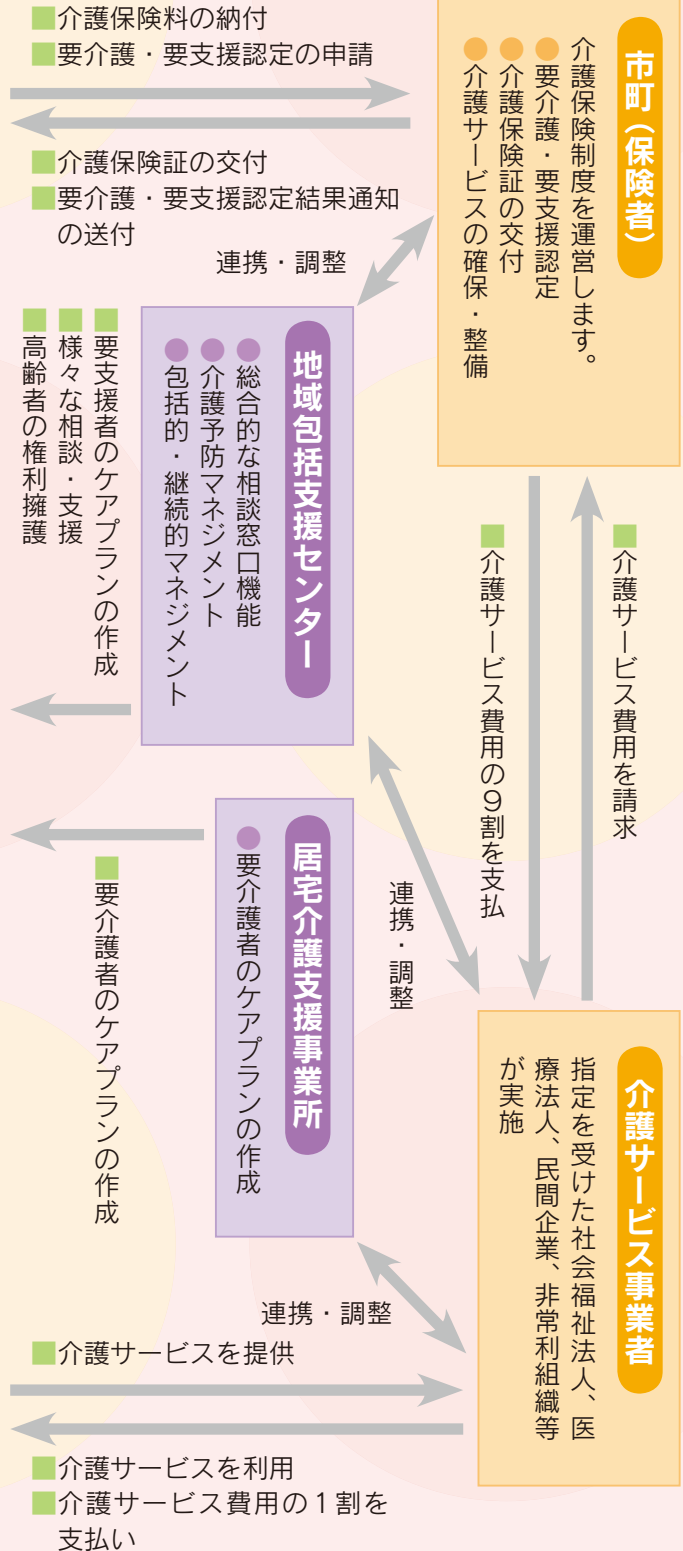 ■介護保険料の納付
■要介護・要支援認定の申請
■介護保険証の交付
■要介護・要支援認定結果通知
の送付
市町（保険者）
介護保険制度を運営します。
●要介護・要支援認定
●介護保険証の交付
●介護サービスの確保・整備
連携・調整
地域包括支援センター
●総合的な相談窓口機能
●介護予防マネジメント
●包括的・継続的マネジメント
■要支援者のケアプランの作成
■様々な相談・支援
■高齢者の権利擁護
■介護サービス費用を請求
■介護サービス費用の９割を支払
連携・調整
居宅介護支援事業所
●要介護者のケアプランの作成
■要介護者のケアプランの作成
介護サービス事業者
指定を受けた社会福祉法人、医
療法人、民間企業、非常利組織等
が実施
連携・調整
■介護サービスを提供
■介護サービスを利用
■介護サービス費用の１割を
支払い